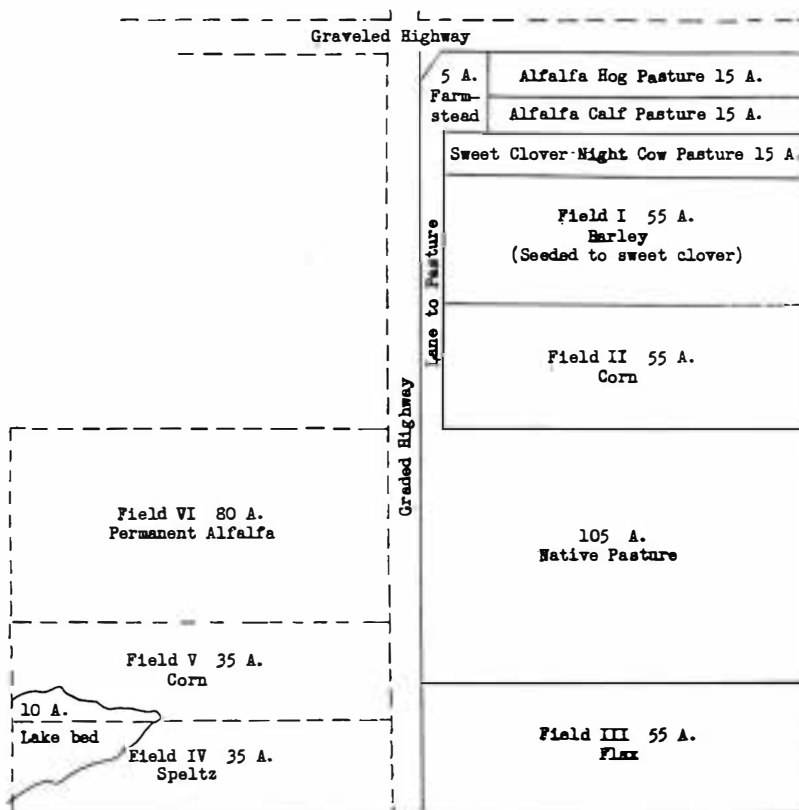 Graveled Highway
5 A.
Farm-
stead
Alfalfa Hog Pasture 15 A.
Alfalfa Calf Pasture 15 A.
Sweet Clover Night Cow Pasture 15 A
Field I 55 A.
Barley
(Seeded to sweet clover)
Lane to Pasture
Field II 55 A.
Corn
Graded Highway
Field VI 80 A.
Permanent Alfalfa
105 A.
Native Pasture
Field V 35 A.
Corn
10 A.
Lake bed
Field IV 35 A.
Speltz
Field III 55 A.
Flax